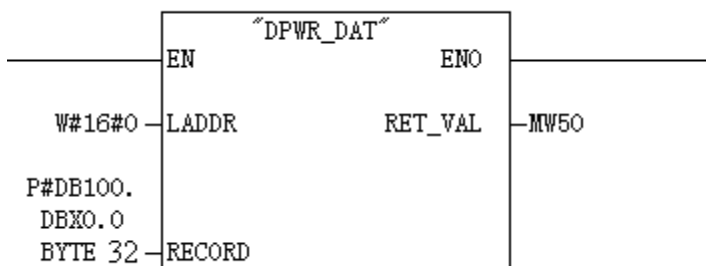 "DPWR_DAT"
EN ENO
W#16#0 LADDR RET_VAL MW50
P#DB100.
DBX0.0
BYTE 32 RECORD